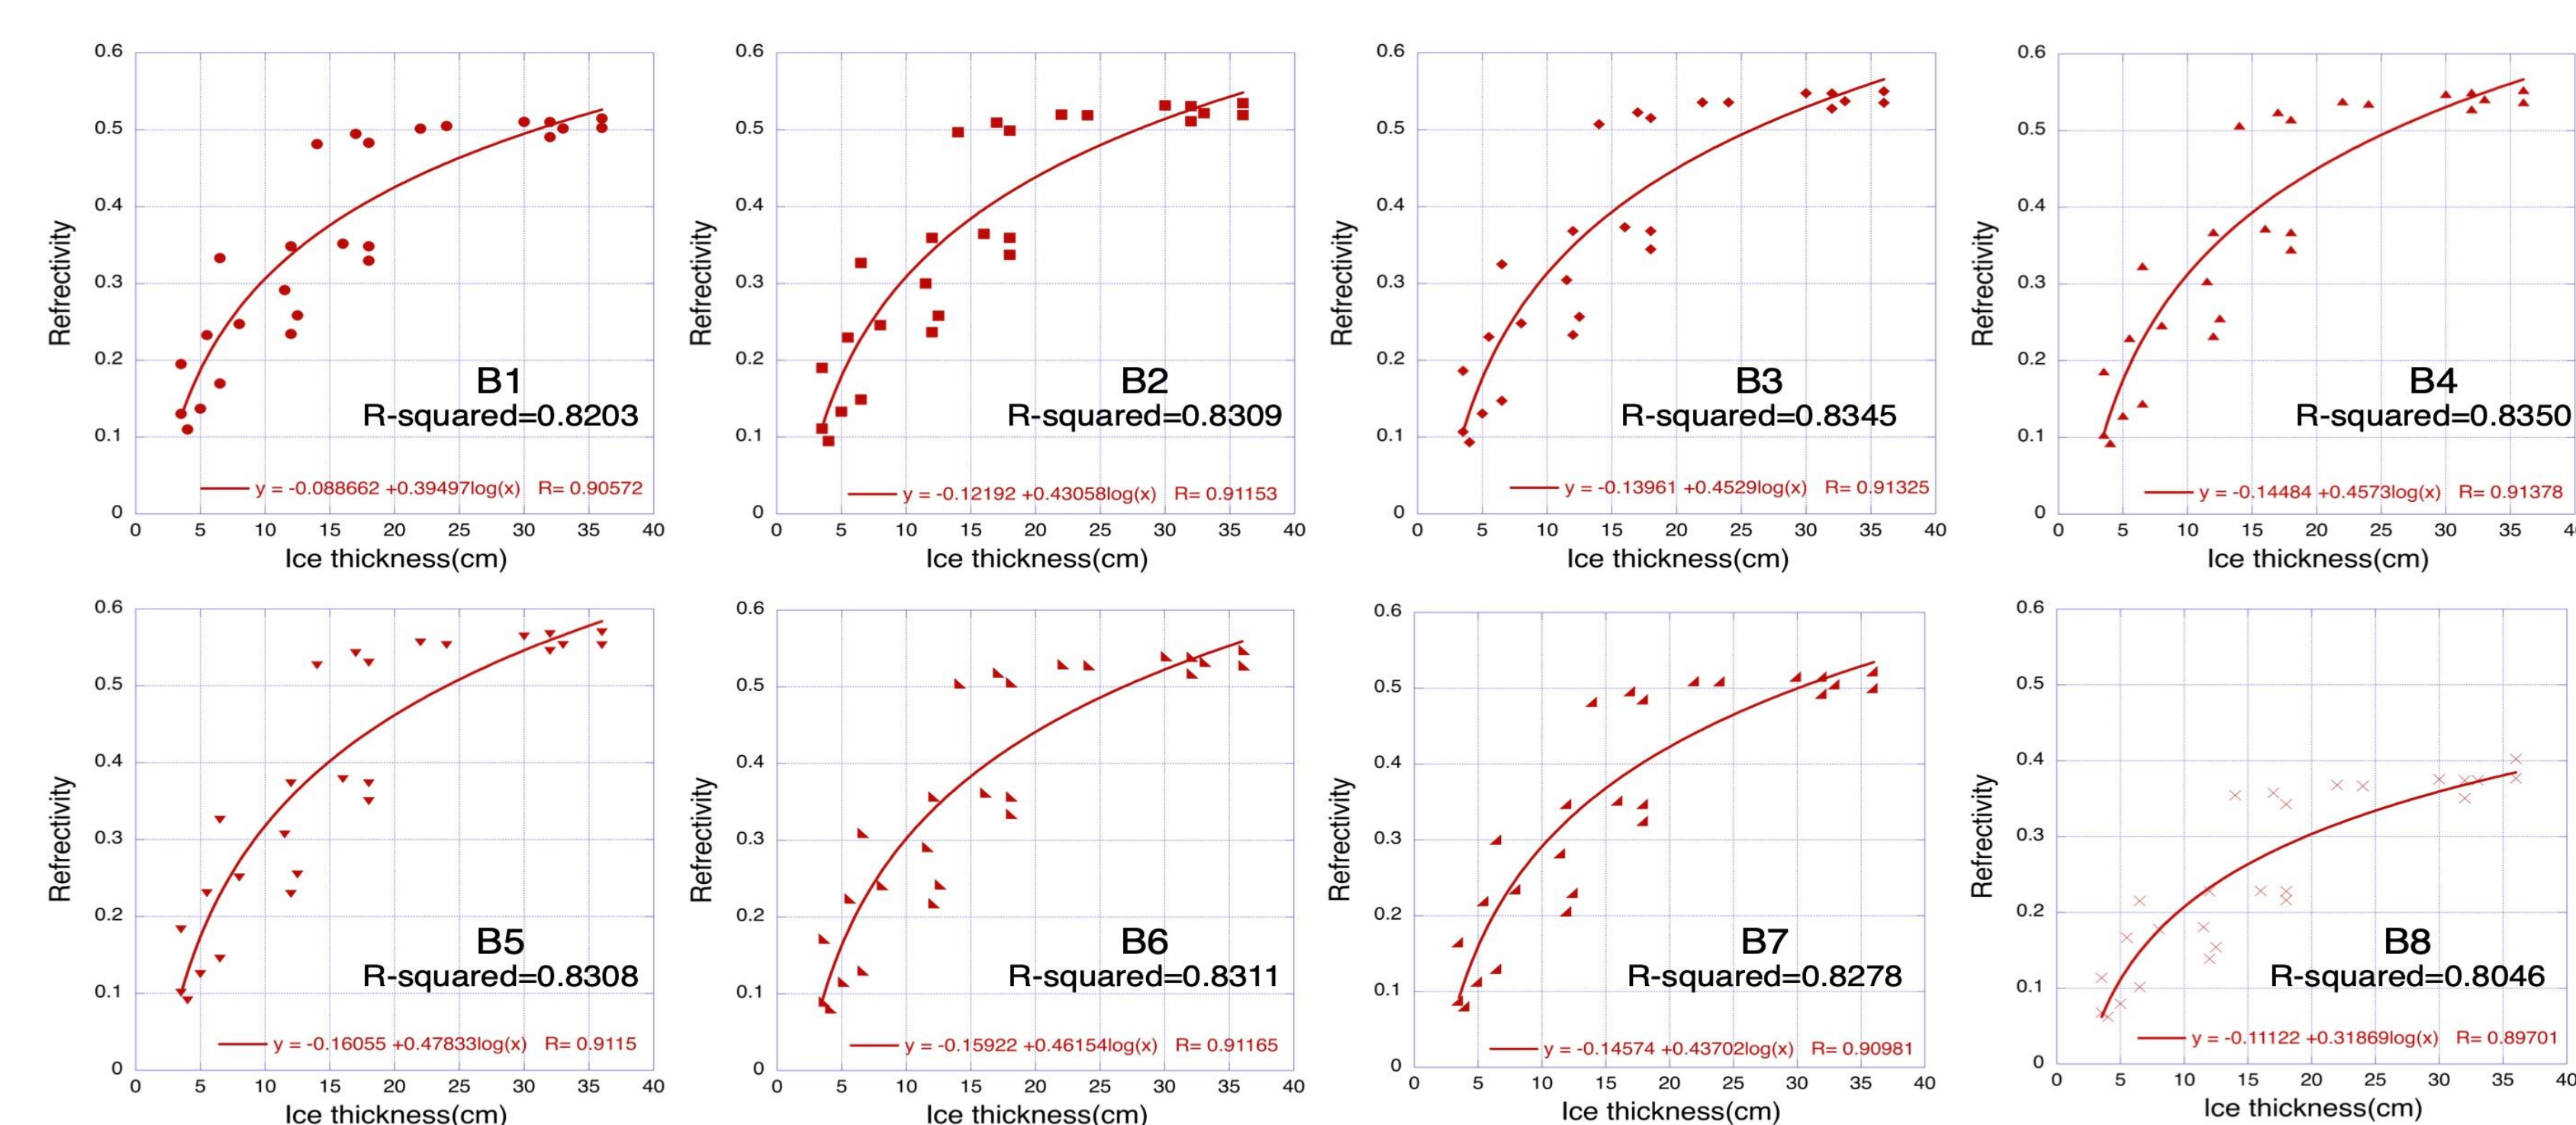 0.6
0.5
0.4
0.3
0.2
0.1
0
Refrectivity
B1
R-squared=0.8203
y = -0.088662 +0.39497log(x) R= 0.90572
0 5 10 15 20 25 30 35 40
Ice thickness(cm)
0.6
0.5
0.4
0.3
0.2
0.1
0
Refrectivity
B2
R-squared=0.8309
y = -0.12192 +0.43058log(x) R= 0.91153
0 5 10 15 20 25 30 35 40
Ice thickness(cm)
0.6
0.5
0.4
0.3
0.2
0.1
0
Refrectivity
B3
R-squared=0.8345
y = -0.13961 +0.4529log(x) R= 0.91325
0 5 10 15 20 25 30 35 40
Ice thickness(cm)
0.6
0.5
0.4
0.3
0.2
0.1
0
Refrectivity
B4
R-squared=0.8350
y = -0.14484 +0.4573log(x) R= 0.91378
0 5 10 15 20 25 30 35
Ice thickness(cm)
0.6
0.5
0.4
0.3
0.2
0.1
0
Refrectivity
B5
R-squared=0.8308
y = -0.16055 +0.47833log(x) R= 0.9115
0 5 10 15 20 25 30 35 40
Ice thickness(cm)
0.6
0.5
0.4
0.3
0.2
0.1
0
Refrectivity
B6
R-squared=0.8311
y = -0.15922 +0.46154log(x) R= 0.91165
0 5 10 15 20 25 30 35 40
Ice thickness(cm)
0.6
0.5
0.4
0.3
0.2
0.1
0
Refrectivity
B7
R-squared=0.8278
y = -0.14574 +0.43702log(x) R= 0.90981
0 5 10 15 20 25 30 35 40
Ice thickness(cm)
0.6
0.5
0.4
0.3
0.2
0.1
0
Refrectivity
B8
R-squared=0.8046
y = -0.11122 +0.31869log(x) R= 0.89701
0 5 10 15 20 25 30 35 40
Ice thickness(cm)